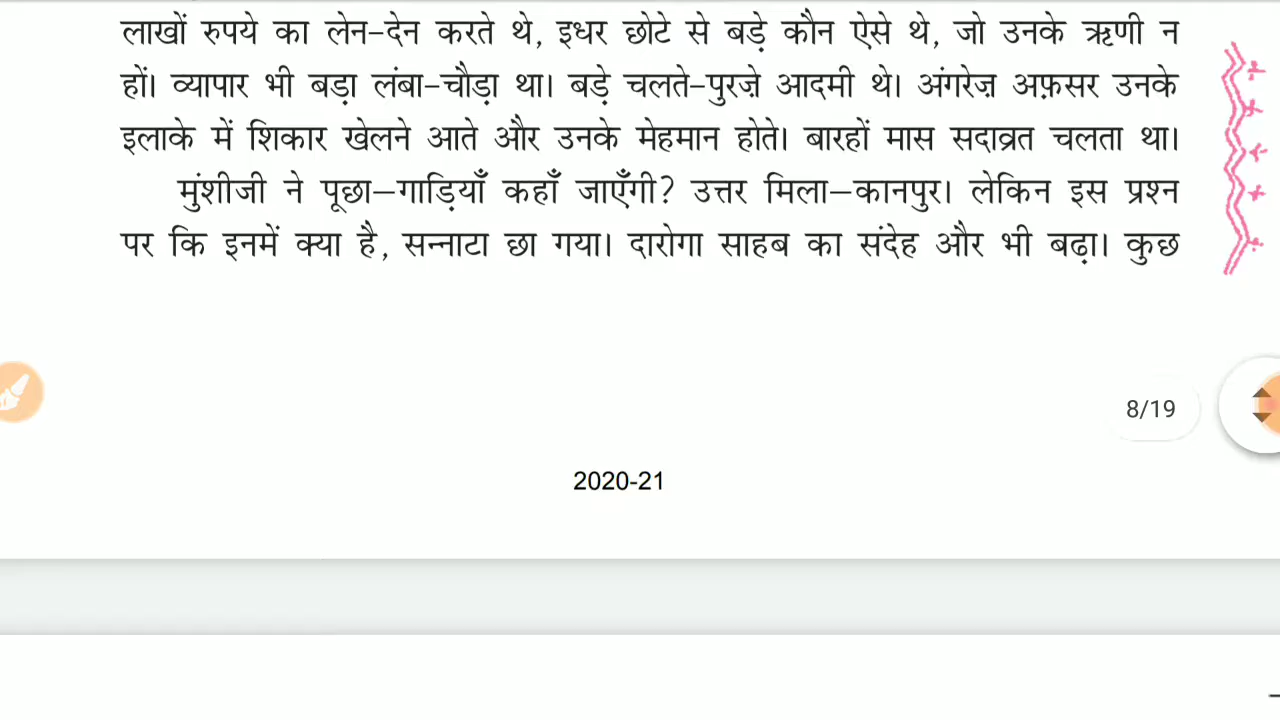 लाखों रुपये का लेन–देन करते थे, इधर छोटे से बड़े कौन ऐसे थे, जो उनके ऋणी न
हों। व्यापार भी बड़ा लंबा–चौड़ा था। बड़े चलते–पुरज़े आदमी थे। अंगरेज़ अफ़सर उनके
इलाके में शिकार खेलने आते और उनके मेहमान होते। बारहों मास सदाव्रत चलता था।
मुंशीजी ने पूछा–गाड़ियाँ कहाँ जाएँगी? उत्तर मिला–कानपुर। लेकिन इस प्रश्न
पर कि इनमें क्या है, सन्नाटा छा गया। दारोगा साहब का संदेह और भी बढ़ा। कुछ
8/19
2020-21